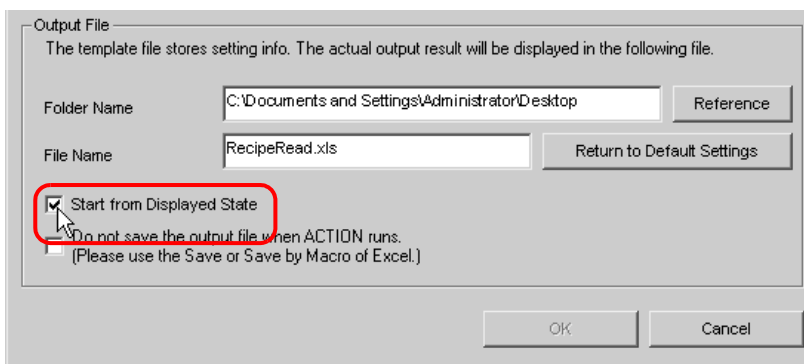 Output File
The template file stores setting info. The actual output result will be displayed in the following file.
Folder Name C:\Documents and Settings\Administrator\Desktop Reference
File Name RecipeRead.xls Return to Default Settings
Start from Displayed State
Do not save the output file when ACTION runs.
(Please use the Save or Save by Macro of Excel.)
OK Cancel